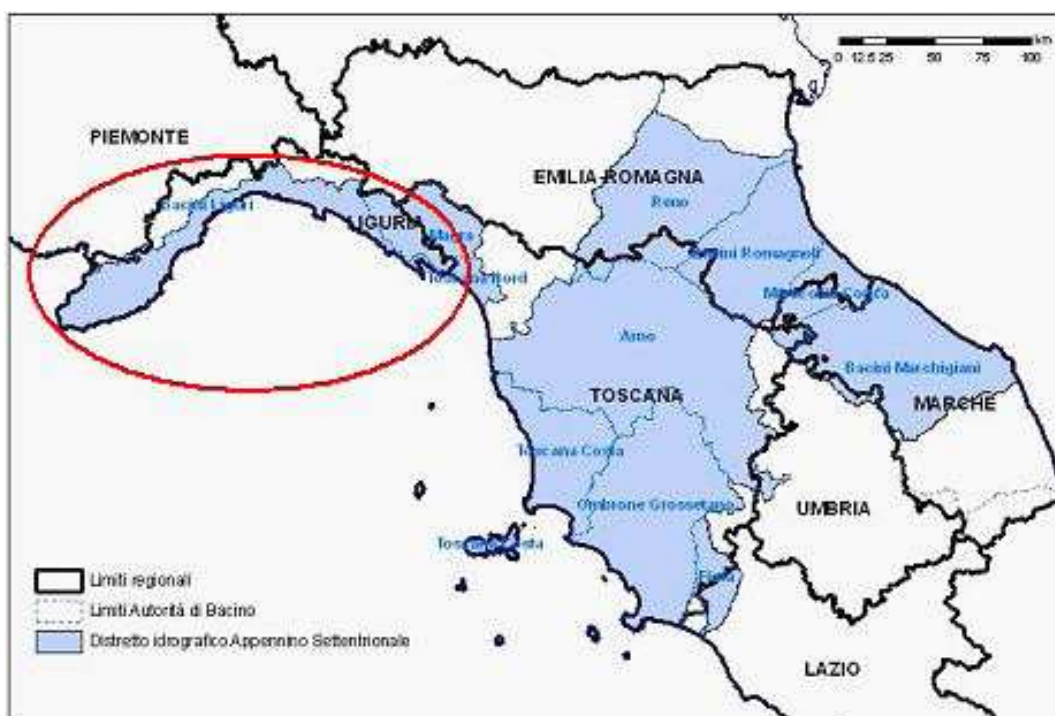 km
0 12.5 25 50 75 100
PIEMONTE
EMILIA-ROMAGNA
Reno
Bacini Liguri
LIGURIA
Magra
Bacini Romagnoli
Toscana Nord
Marecchia Conca
Arno
Bacini Marchigiani
TOSCANA
MARCHE
Toscana Costa
Ombrone Grossetano
UMBRIA
Toscana Costa
Fiora
Limiti regionali
Limiti Autorità di Bacino
Distretto idrografico Appennino Settentrionale
LAZIO